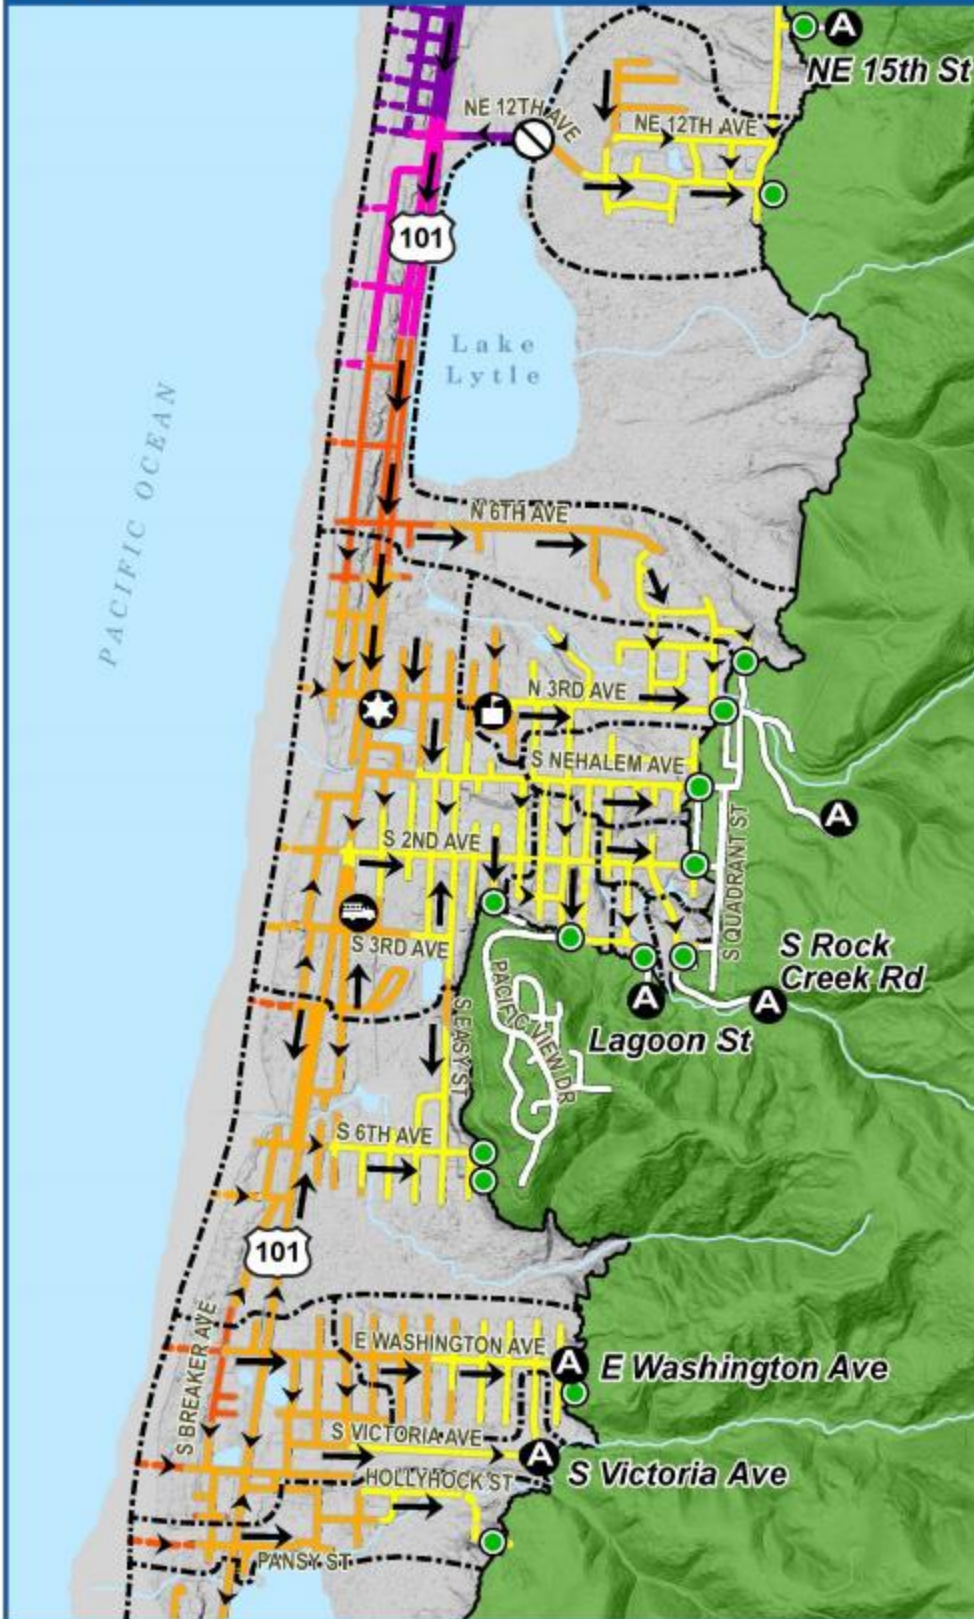 A
NE 15th St
NE 12TH AVE
NE 12TH AVE
101
Lake
Lytle
PACIFIC OCEAN
N 6TH AVE
N 3RD AVE
S NEHALEM AVE
A
S 2ND AVE
S QUADRANT ST
S 3RD AVE
S Rock
Creek Rd
A
A
Lagoon St
PACIFIC VIEW DR
S EASY ST
S 6TH AVE
101
S BREAKER AVE
E WASHINGTON AVE
A
E Washington Ave
S VICTORIA AVE
A
S Victoria Ave
HOLLYHOCK ST
PANSY ST